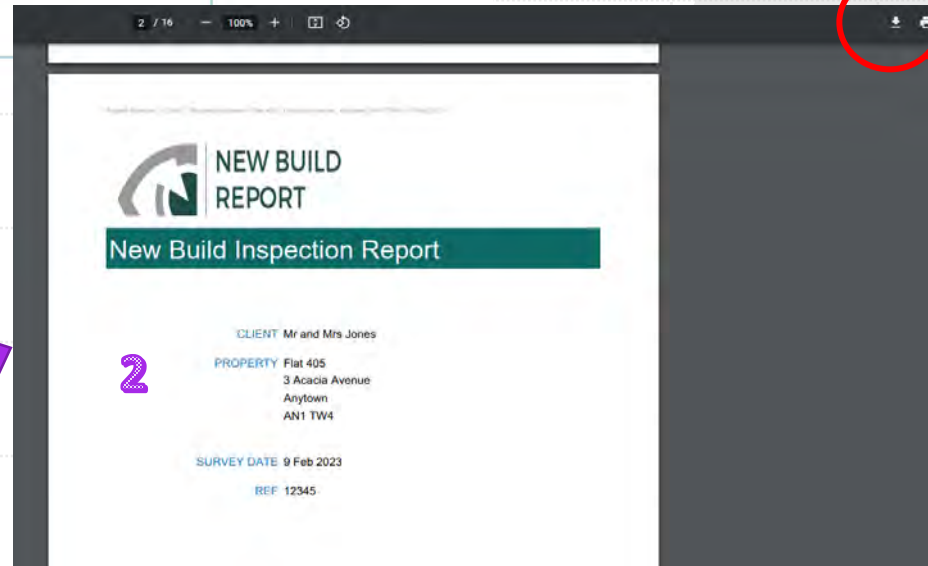 2 / 16 − 100% +
NEW BUILD
REPORT
New Build Inspection Report
CLIENT Mr and Mrs Jones
2
PROPERTY Flat 405
3 Acacia Avenue
Anytown
AN1 TW4
SURVEY DATE 9 Feb 2023
REF 12345